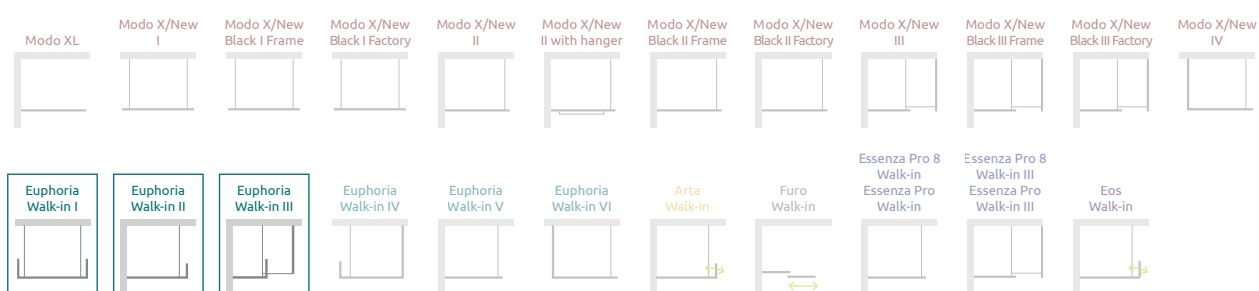 Modo XL
Modo X/New
I
Modo X/New
Black I Frame
Modo X/New
Black I Factory
Modo X/New
II
Modo X/New
II with hanger
Modo X/New
Black II Frame
Modo X/New
Black II Factory
Modo X/New
III
Modo X/New
Black III Frame
Modo X/New
Black III Factory
Modo X/New
IV
Euphoria
Walk-in I
Euphoria
Walk-in II
Euphoria
Walk-in III
Euphoria
Walk-in IV
Euphoria
Walk-in V
Euphoria
Walk-in VI
Arta
Walk-in
Furo
Walk-in
Essenza Pro 8
Walk-in
Essenza Pro
Walk-in
Essenza Pro 8
Walk-in III
Essenza Pro
Walk-in III
Eos
Walk-in